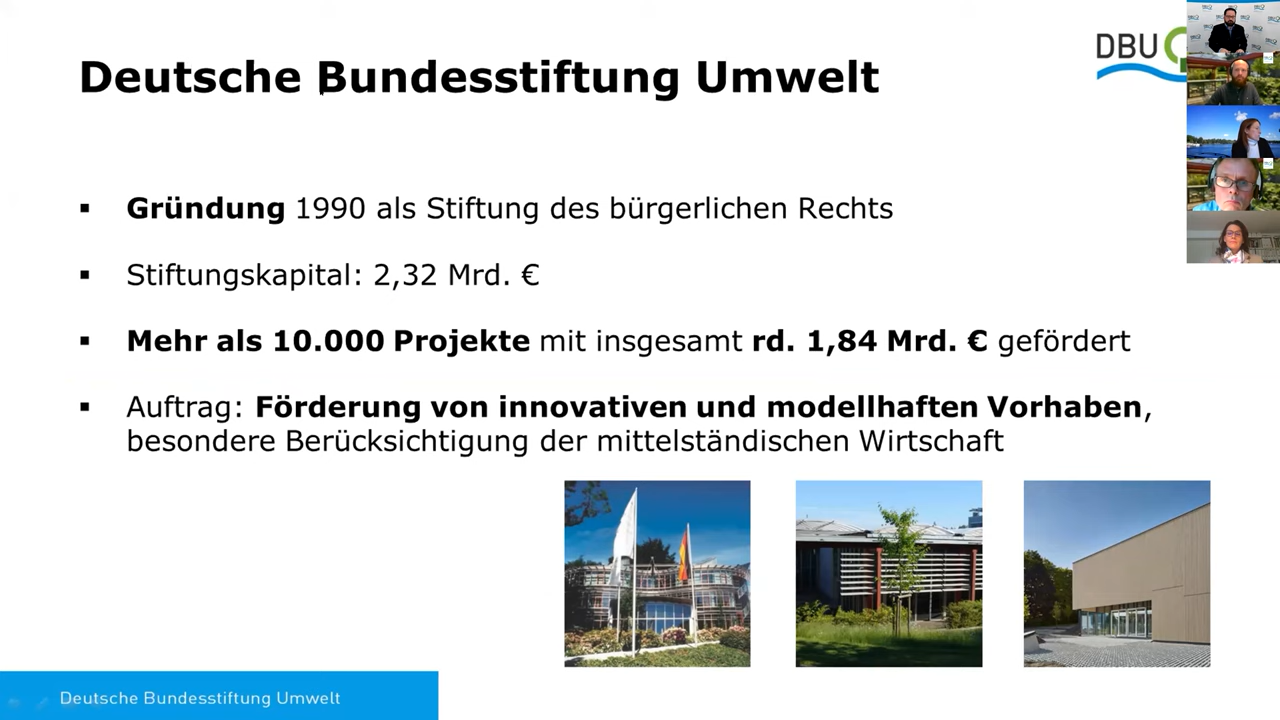 Deutsche Bundesstiftung Umwelt
DBU
▪ Gründung 1990 als Stiftung des bürgerlichen Rechts
▪ Stiftungskapital: 2,32 Mrd. €
▪ Mehr als 10.000 Projekte mit insgesamt rd. 1,84 Mrd. € gefördert
▪ Auftrag: Förderung von innovativen und modellhaften Vorhaben,
besondere Berücksichtigung der mittelständischen Wirtschaft
Deutsche Bundesstiftung Umwelt